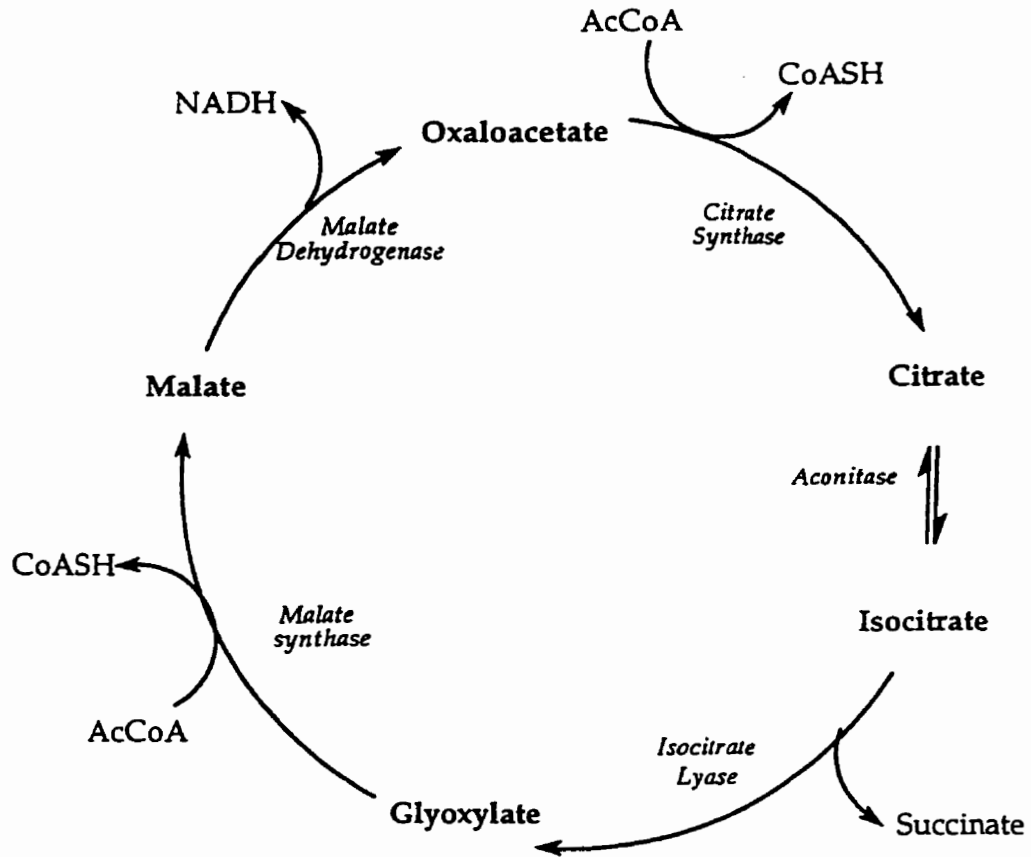 AcCoA
CoASH
NADH
Oxaloacetate
Malate
Dehydrogenase
Citrate
Synthase
Malate
Citrate
Aconitase
CoASH
Malate
synthase
Isocitrate
AcCoA
Isocitrate
Lyase
Glyoxylate
Succinate